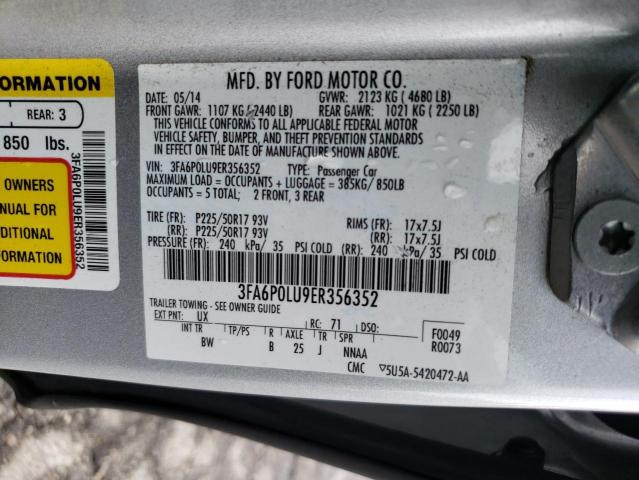 FORMATION
REAR: 3
850 lbs.
OWNERS
NUAL FOR
DITIONAL
FORMATION
3FA6P0LU9ER356352
MFD. BY FORD MOTOR CO.
DATE: 05/14 GVWR: 2123 KG ( 4680 LB)
FRONT GAWR: 1107 KG ( 2440 LB) REAR GAWR: 1021 KG ( 2250 LB)
THIS VEHICLE CONFORMS TO ALL APPLICABLE FEDERAL MOTOR
VEHICLE SAFETY, BUMPER, AND THEFT PREVENTION STANDARDS
IN EFFECT ON THE DATE OF MANUFACTURE SHOWN ABOVE.
VIN: 3FA6P0LU9ER356352 TYPE: Passenger Car
MAXIMUM LOAD = OCCUPANTS + LUGGAGE = 385KG/ 850LB
OCCUPANTS = 5 TOTAL; 2 FRONT, 3 REAR
TIRE (FR): P225/50R17 93V RIMS (FR): 17x7.5J
(RR): P225/50R17 93V (RR): 17x7.5J
PRESSURE (FR): 240 kPa/ 35 PSI COLD (RR): 240 kPa/ 35 PSI COLD
3FA6P0LU9ER356352
TRAILER TOWING - SEE OWNER GUIDE
EXT PNT: UX RC: 71 DSO: F0049
INT TR TP/PS R AXLE TR SPR R0073
BW B 25 J NNAA
CMC ▽5U5A-5420472-AA